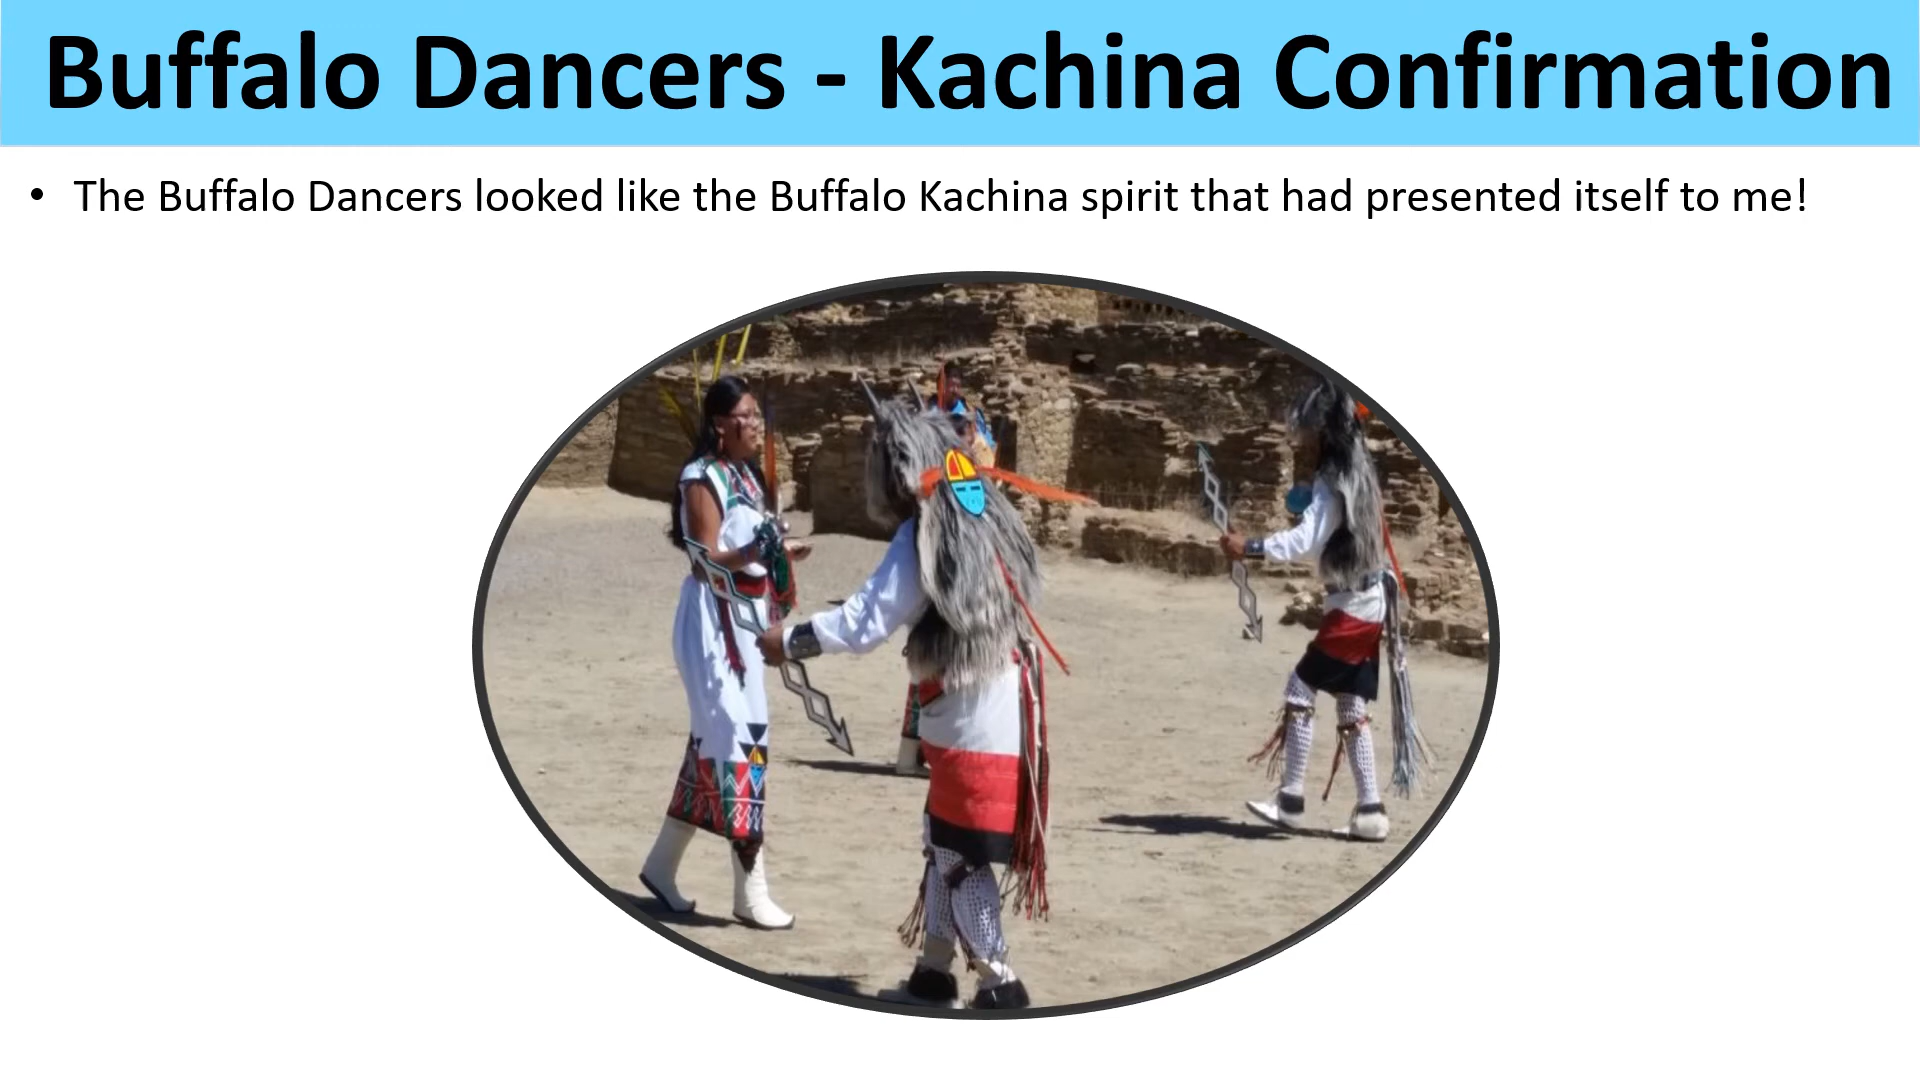 Buffalo Dancers - Kachina Confirmation
• The Buffalo Dancers looked like the Buffalo Kachina spirit that had presented itself to me!